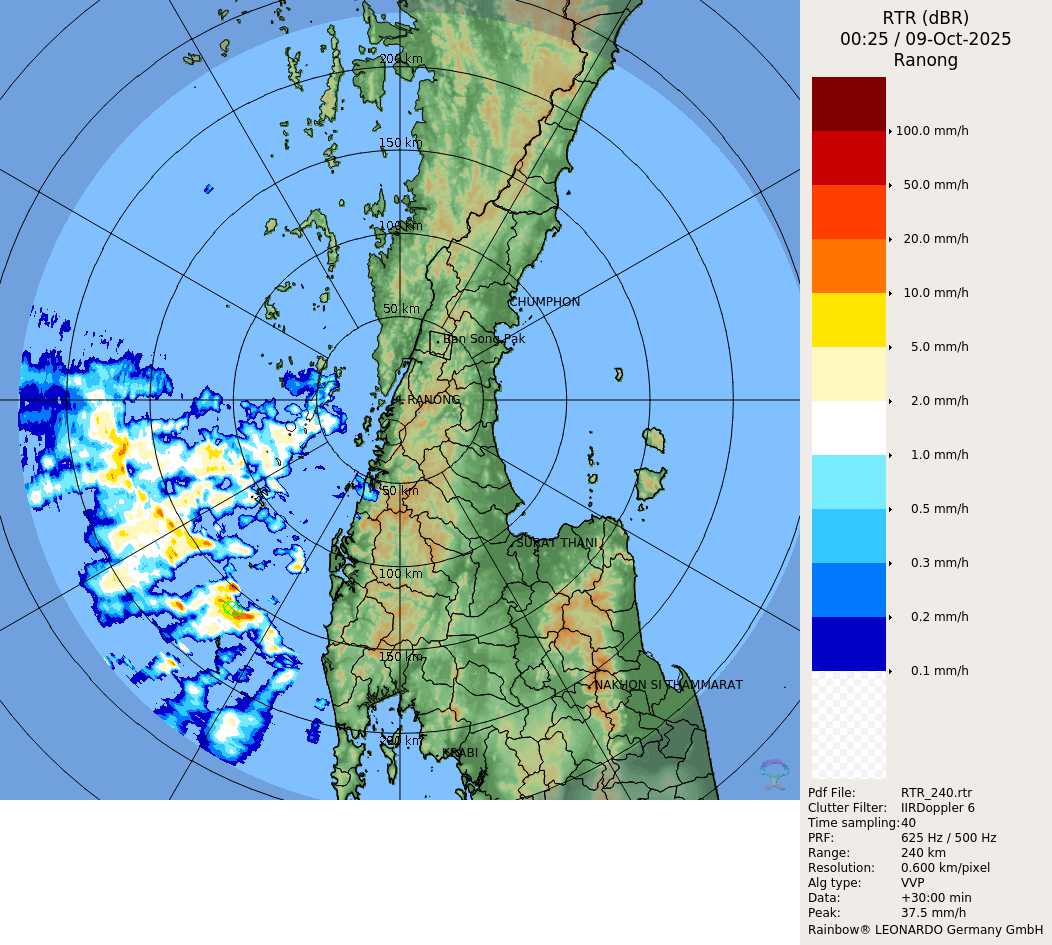 RTR (dBR)
00:25 / 09-Oct-2025
Ranong
100.0 mm/h
50.0 mm/h
20.0 mm/h
10.0 mm/h
5.0 mm/h
2.0 mm/h
1.0 mm/h
0.5 mm/h
0.3 mm/h
0.2 mm/h
0.1 mm/h
200 km
150 km
100 km
50 km
CHUMPHON
Ban Song Pak
RANONG
50 km
SURAT THANI
100 km
150 km
NAKHON SI THAMMARAT
200 km
KRABI
Pdf File: RTR_240.rtr
Clutter Filter: IIRDoppler 6
Time sampling: 40
PRF: 625 Hz / 500 Hz
Range: 240 km
Resolution: 0.600 km/pixel
Alg type: VVP
Data: +30:00 min
Peak: 37.5 mm/h
Rainbow® LEONARDO Germany GmbH